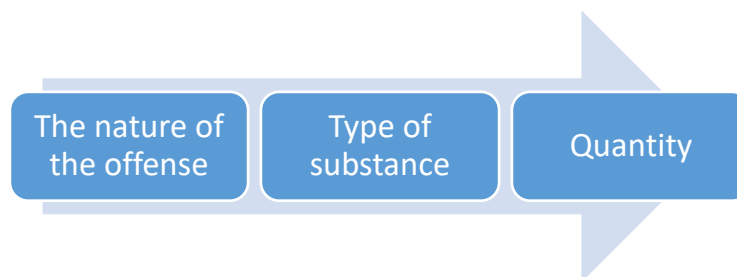 The nature of
the offense
Type of
substance
Quantity